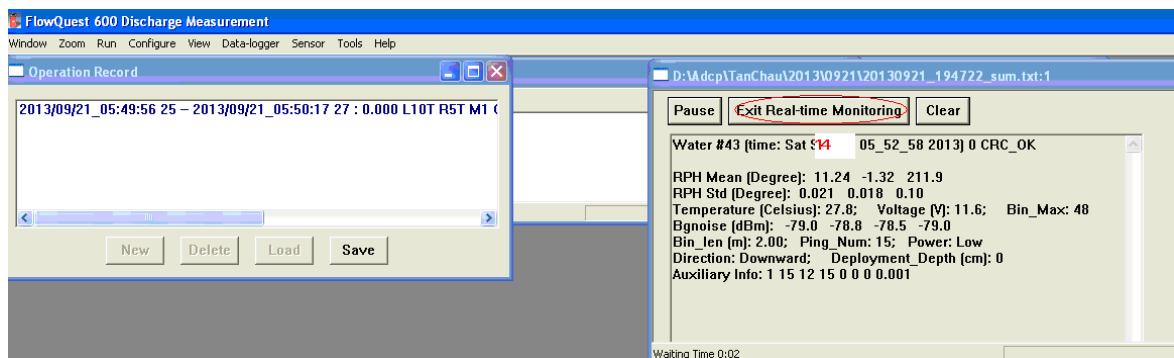 FlowQuest 600 Discharge Measurement
Window Zoom Run Configure View Data-logger Sensor Tools Help
Operation Record
2013/09/21_05:49:56 25 – 2013/09/21_05:50:17 27 : 0.000 L10T R5T M1
New Delete Load Save
D:\Adcp\TanChau\2013\0921\20130921_194722_sum.txt:1
Pause Exit Real-time Monitoring Clear
Water #43 (time: Sat 14 05_52_58 2013) 0 CRC_OK
RPH Mean (Degree): 11.24 -1.32 211.9
RPH Std (Degree): 0.021 0.018 0.10
Temperature (Celsius): 27.8; Voltage (V): 11.6; Bin_Max: 48
Bgnoise (dBm): -79.0 -78.8 -78.5 -79.0
Bin_len (m): 2.00; Ping_Num: 15; Power: Low
Direction: Downward; Deployment_Depth (cm): 0
Auxiliary Info: 1 15 12 15 0 0 0 0.001
Waiting Time 0:02